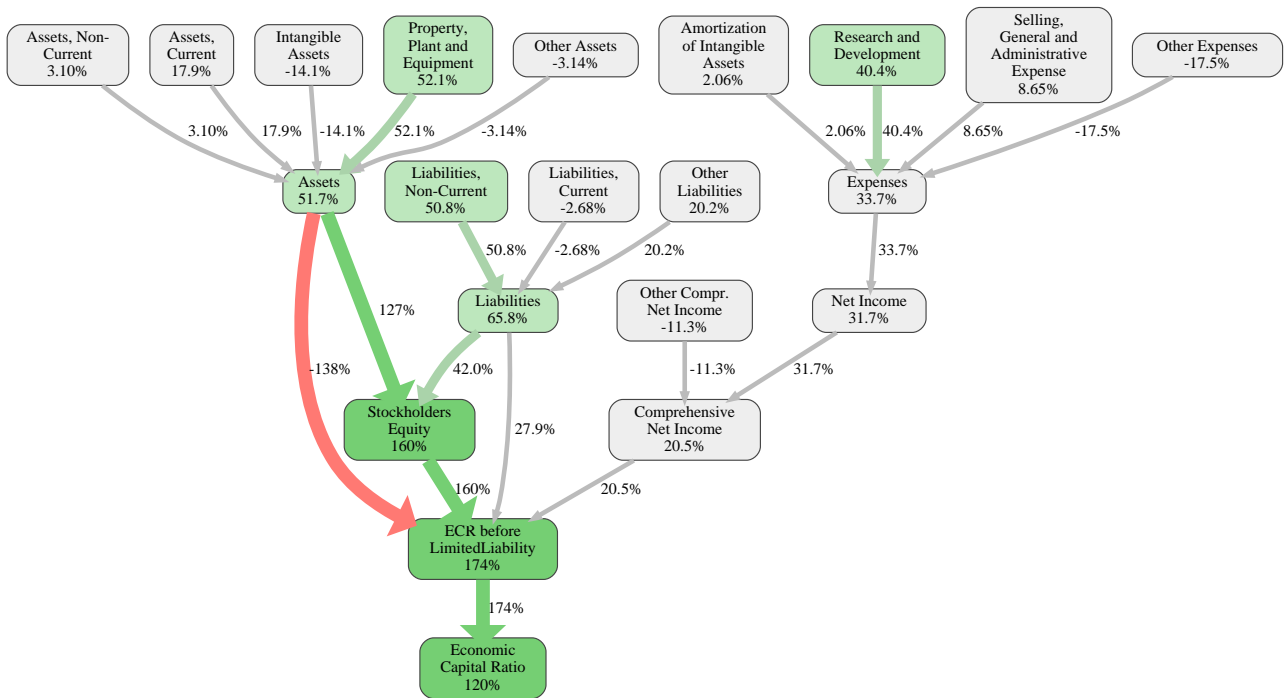 Assets, Non-
Current
3.10%
Assets,
Current
17.9%
Intangible
Assets
-14.1%
Property,
Plant and
Equipment
52.1%
Other Assets
-3.14%
Amortization
of Intangible
Assets
2.06%
Research and
Development
40.4%
Selling,
General and
Administrative
Expense
8.65%
Other Expenses
-17.5%
3.10%
17.9%
-14.1%
52.1%
-3.14%
2.06%
40.4%
8.65%
-17.5%
Assets
51.7%
Liabilities,
Non-Current
50.8%
Liabilities,
Current
-2.68%
Other
Liabilities
20.2%
Expenses
33.7%
50.8%
-2.68%
20.2%
33.7%
Liabilities
65.8%
Other Compr.
Net Income
-11.3%
Net Income
31.7%
127%
-138%
42.0%
-11.3%
31.7%
Stockholders
Equity
160%
27.9%
Comprehensive
Net Income
20.5%
160%
20.5%
ECR before
LimitedLiability
174%
174%
Economic
Capital Ratio
120%